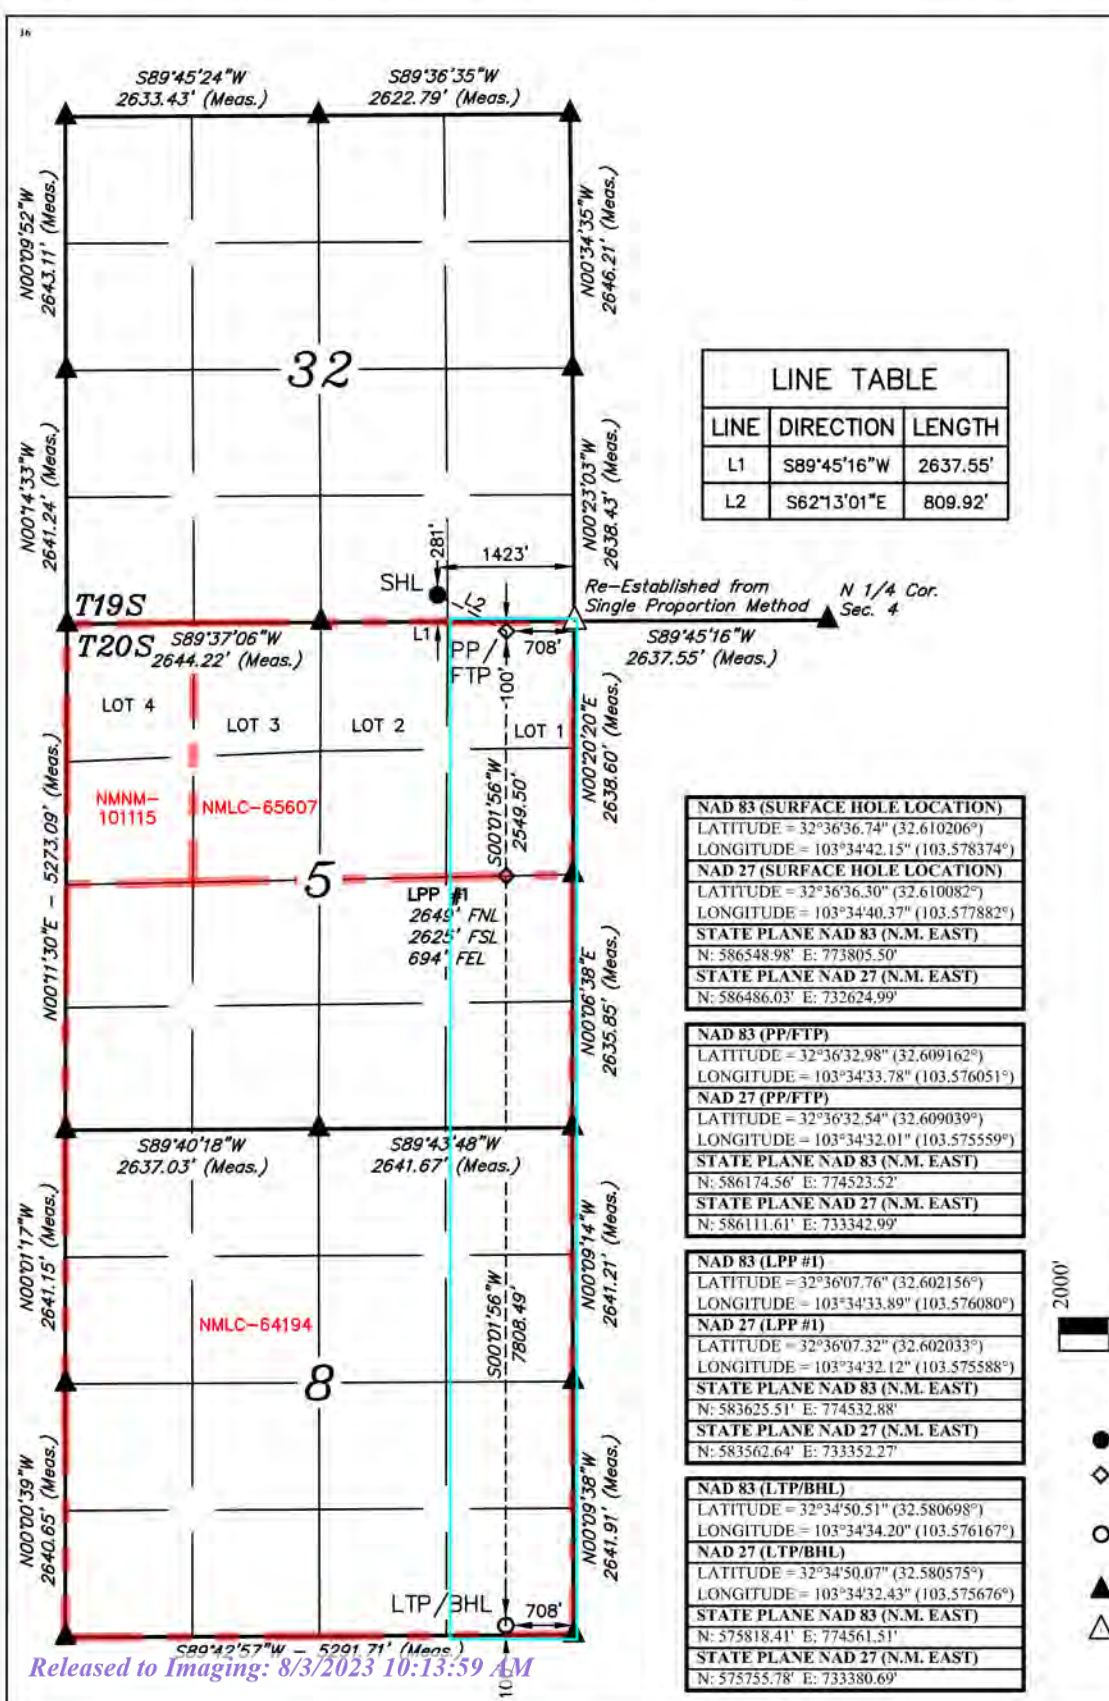 16
S89°45'24"W
2633.43' (Meas.)
S89°36'35"W
2622.79' (Meas.)
N00°09'52"W
2643.11' (Meas.)
N00°34'35"W
2646.21' (Meas.)
32
N00°14'33"W
2641.24' (Meas.)
N00°23'03"W
2638.43' (Meas.)
LINE TABLE
LINE DIRECTION LENGTH
L1 S89°45'16"W 2637.55'
L2 S62°13'01"E 809.92'
281'
1423'
SHL
L2
Re-Established from
Single Proportion Method
N 1/4 Cor.
Sec. 4
T19S
T20S
S89°37'06"W
2644.22' (Meas.)
L1
PP/
FTP
100'
708'
S89°45'16"W
2637.55' (Meas.)
LOT 4
LOT 3
LOT 2
LOT 1
N00°20'20"E
2638.60' (Meas.)
N00°11'30"E - 5273.09' (Meas.)
NMNM-
101115
NMLC-65607
S00°01'56"W
2549.50'
5
LPP #1
2649' FNL
2625' FSL
694' FEL
N00°06'38"E
2635.85' (Meas.)
S89°40'18"W
2637.03' (Meas.)
S89°43'48"W
2641.67' (Meas.)
N00°01'17"W
2641.15' (Meas.)
N00°09'14"W
2641.21' (Meas.)
S00°01'56"W
7808.49'
NMLC-64194
8
N00°00'39"W
2640.65' (Meas.)
N00°09'38"W
2641.91' (Meas.)
LTP/BHL
708'
S89°42'57"W - 5291.71' (Meas.)
Released to Imaging: 8/3/2023 10:13:59 AM
NAD 83 (SURFACE HOLE LOCATION)
LATITUDE = 32°36'36.74" (32.610206°)
LONGITUDE = 103°34'42.15" (103.578374°)
NAD 27 (SURFACE HOLE LOCATION)
LATITUDE = 32°36'36.30" (32.610082°)
LONGITUDE = 103°34'40.37" (103.577882°)
STATE PLANE NAD 83 (N.M. EAST)
N: 586548.98' E: 773805.50'
STATE PLANE NAD 27 (N.M. EAST)
N: 586486.03' E: 732624.99'
NAD 83 (PP/FTP)
LATITUDE = 32°36'32.98" (32.609162°)
LONGITUDE = 103°34'33.78" (103.576051°)
NAD 27 (PP/FTP)
LATITUDE = 32°36'32.54" (32.609039°)
LONGITUDE = 103°34'32.01" (103.575559°)
STATE PLANE NAD 83 (N.M. EAST)
N: 586174.56' E: 774523.52'
STATE PLANE NAD 27 (N.M. EAST)
N: 586111.61' E: 733342.99'
NAD 83 (LPP #1)
LATITUDE = 32°36'07.76" (32.602156°)
LONGITUDE = 103°34'33.89" (103.576080°)
NAD 27 (LPP #1)
LATITUDE = 32°36'07.32" (32.602033°)
LONGITUDE = 103°34'32.12" (103.575588°)
STATE PLANE NAD 83 (N.M. EAST)
N: 583625.51' E: 774532.88'
STATE PLANE NAD 27 (N.M. EAST)
N: 583562.64' E: 733352.27'
NAD 83 (LTP/BHL)
LATITUDE = 32°34'50.51" (32.580698°)
LONGITUDE = 103°34'34.20" (103.576167°)
NAD 27 (LTP/BHL)
LATITUDE = 32°34'50.07" (32.580575°)
LONGITUDE = 103°34'32.43" (103.575676°)
STATE PLANE NAD 83 (N.M. EAST)
N: 575818.41' E: 774561.51'
STATE PLANE NAD 27 (N.M. EAST)
N: 575755.78' E: 733380.69'
2000'